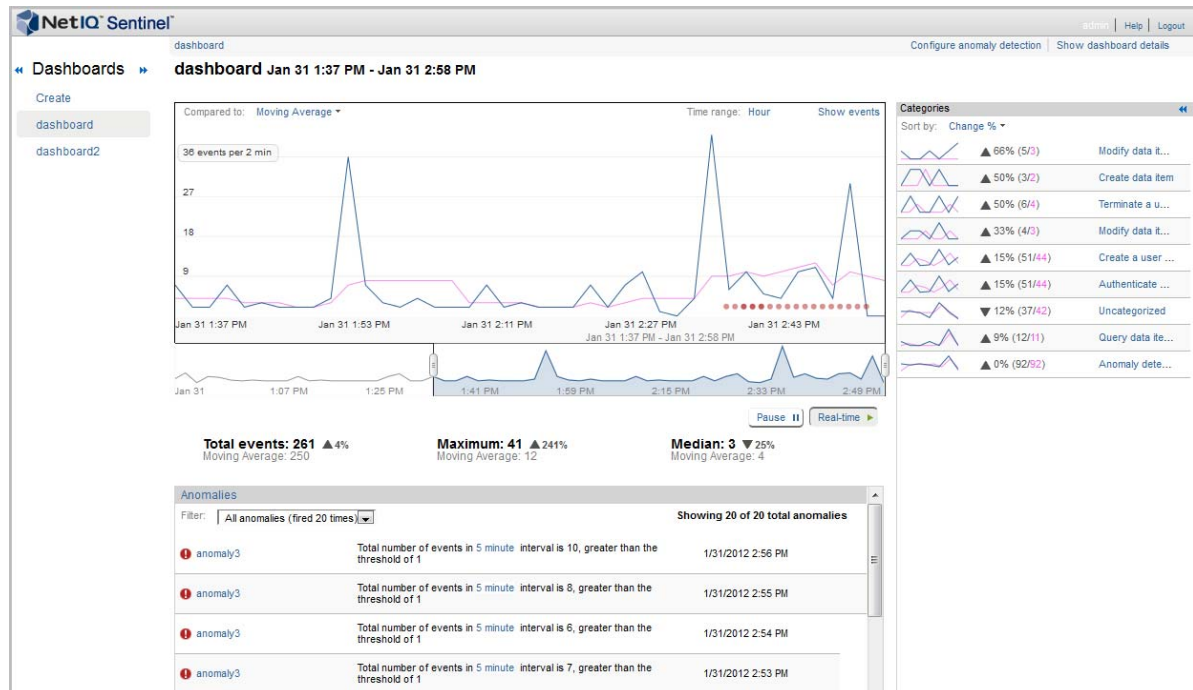 NetIQ™ Sentinel™
admin | Help | Logout
dashboard
Configure anomaly detection | Show dashboard details
Dashboards
Create
dashboard
dashboard2
dashboard Jan 31 1:37 PM - Jan 31 2:58 PM
Compared to: Moving Average
Time range: Hour
Show events
36 events per 2 min
27
18
9
Jan 31 1:37 PM
Jan 31 1:53 PM
Jan 31 2:11 PM
Jan 31 2:27 PM
Jan 31 2:43 PM
Jan 31 1:37 PM - Jan 31 2:58 PM
Jan 31
1:07 PM
1:25 PM
1:41 PM
1:59 PM
2:15 PM
2:33 PM
2:49 PM
Pause
Real-time
Total events: 261 ▲4%
Moving Average: 250
Maximum: 41 ▲241%
Moving Average: 12
Median: 3 ▼25%
Moving Average: 4
Anomalies
Filter: All anomalies (fired 20 times)
Showing 20 of 20 total anomalies
anomaly3
Total number of events in 5 minute interval is 10, greater than the
threshold of 1
1/31/2012 2:56 PM
anomaly3
Total number of events in 5 minute interval is 8, greater than the
threshold of 1
1/31/2012 2:55 PM
anomaly3
Total number of events in 5 minute interval is 6, greater than the
threshold of 1
1/31/2012 2:54 PM
anomaly3
Total number of events in 5 minute interval is 7, greater than the
threshold of 1
1/31/2012 2:53 PM
Categories
Sort by: Change %
▲66% (5/3) Modify data it...
▲50% (3/2) Create data item
▲50% (6/4) Terminate a u...
▲33% (4/3) Modify data it...
▲15% (51/44) Create a user ...
▲15% (51/44) Authenticate ...
▼12% (37/42) Uncategorized
▲9% (12/11) Query data ite...
▲0% (92/92) Anomaly dete...